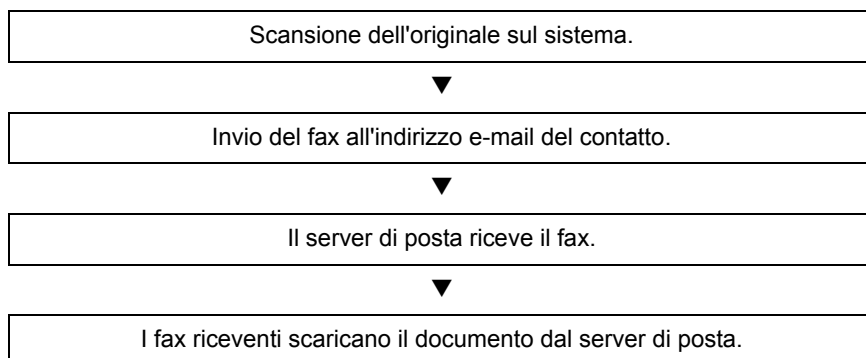 Scansione dell'originale sul sistema.
▼
Invio del fax all'indirizzo e-mail del contatto.
▼
Il server di posta riceve il fax.
▼
I fax riceventi scaricano il documento dal server di posta.